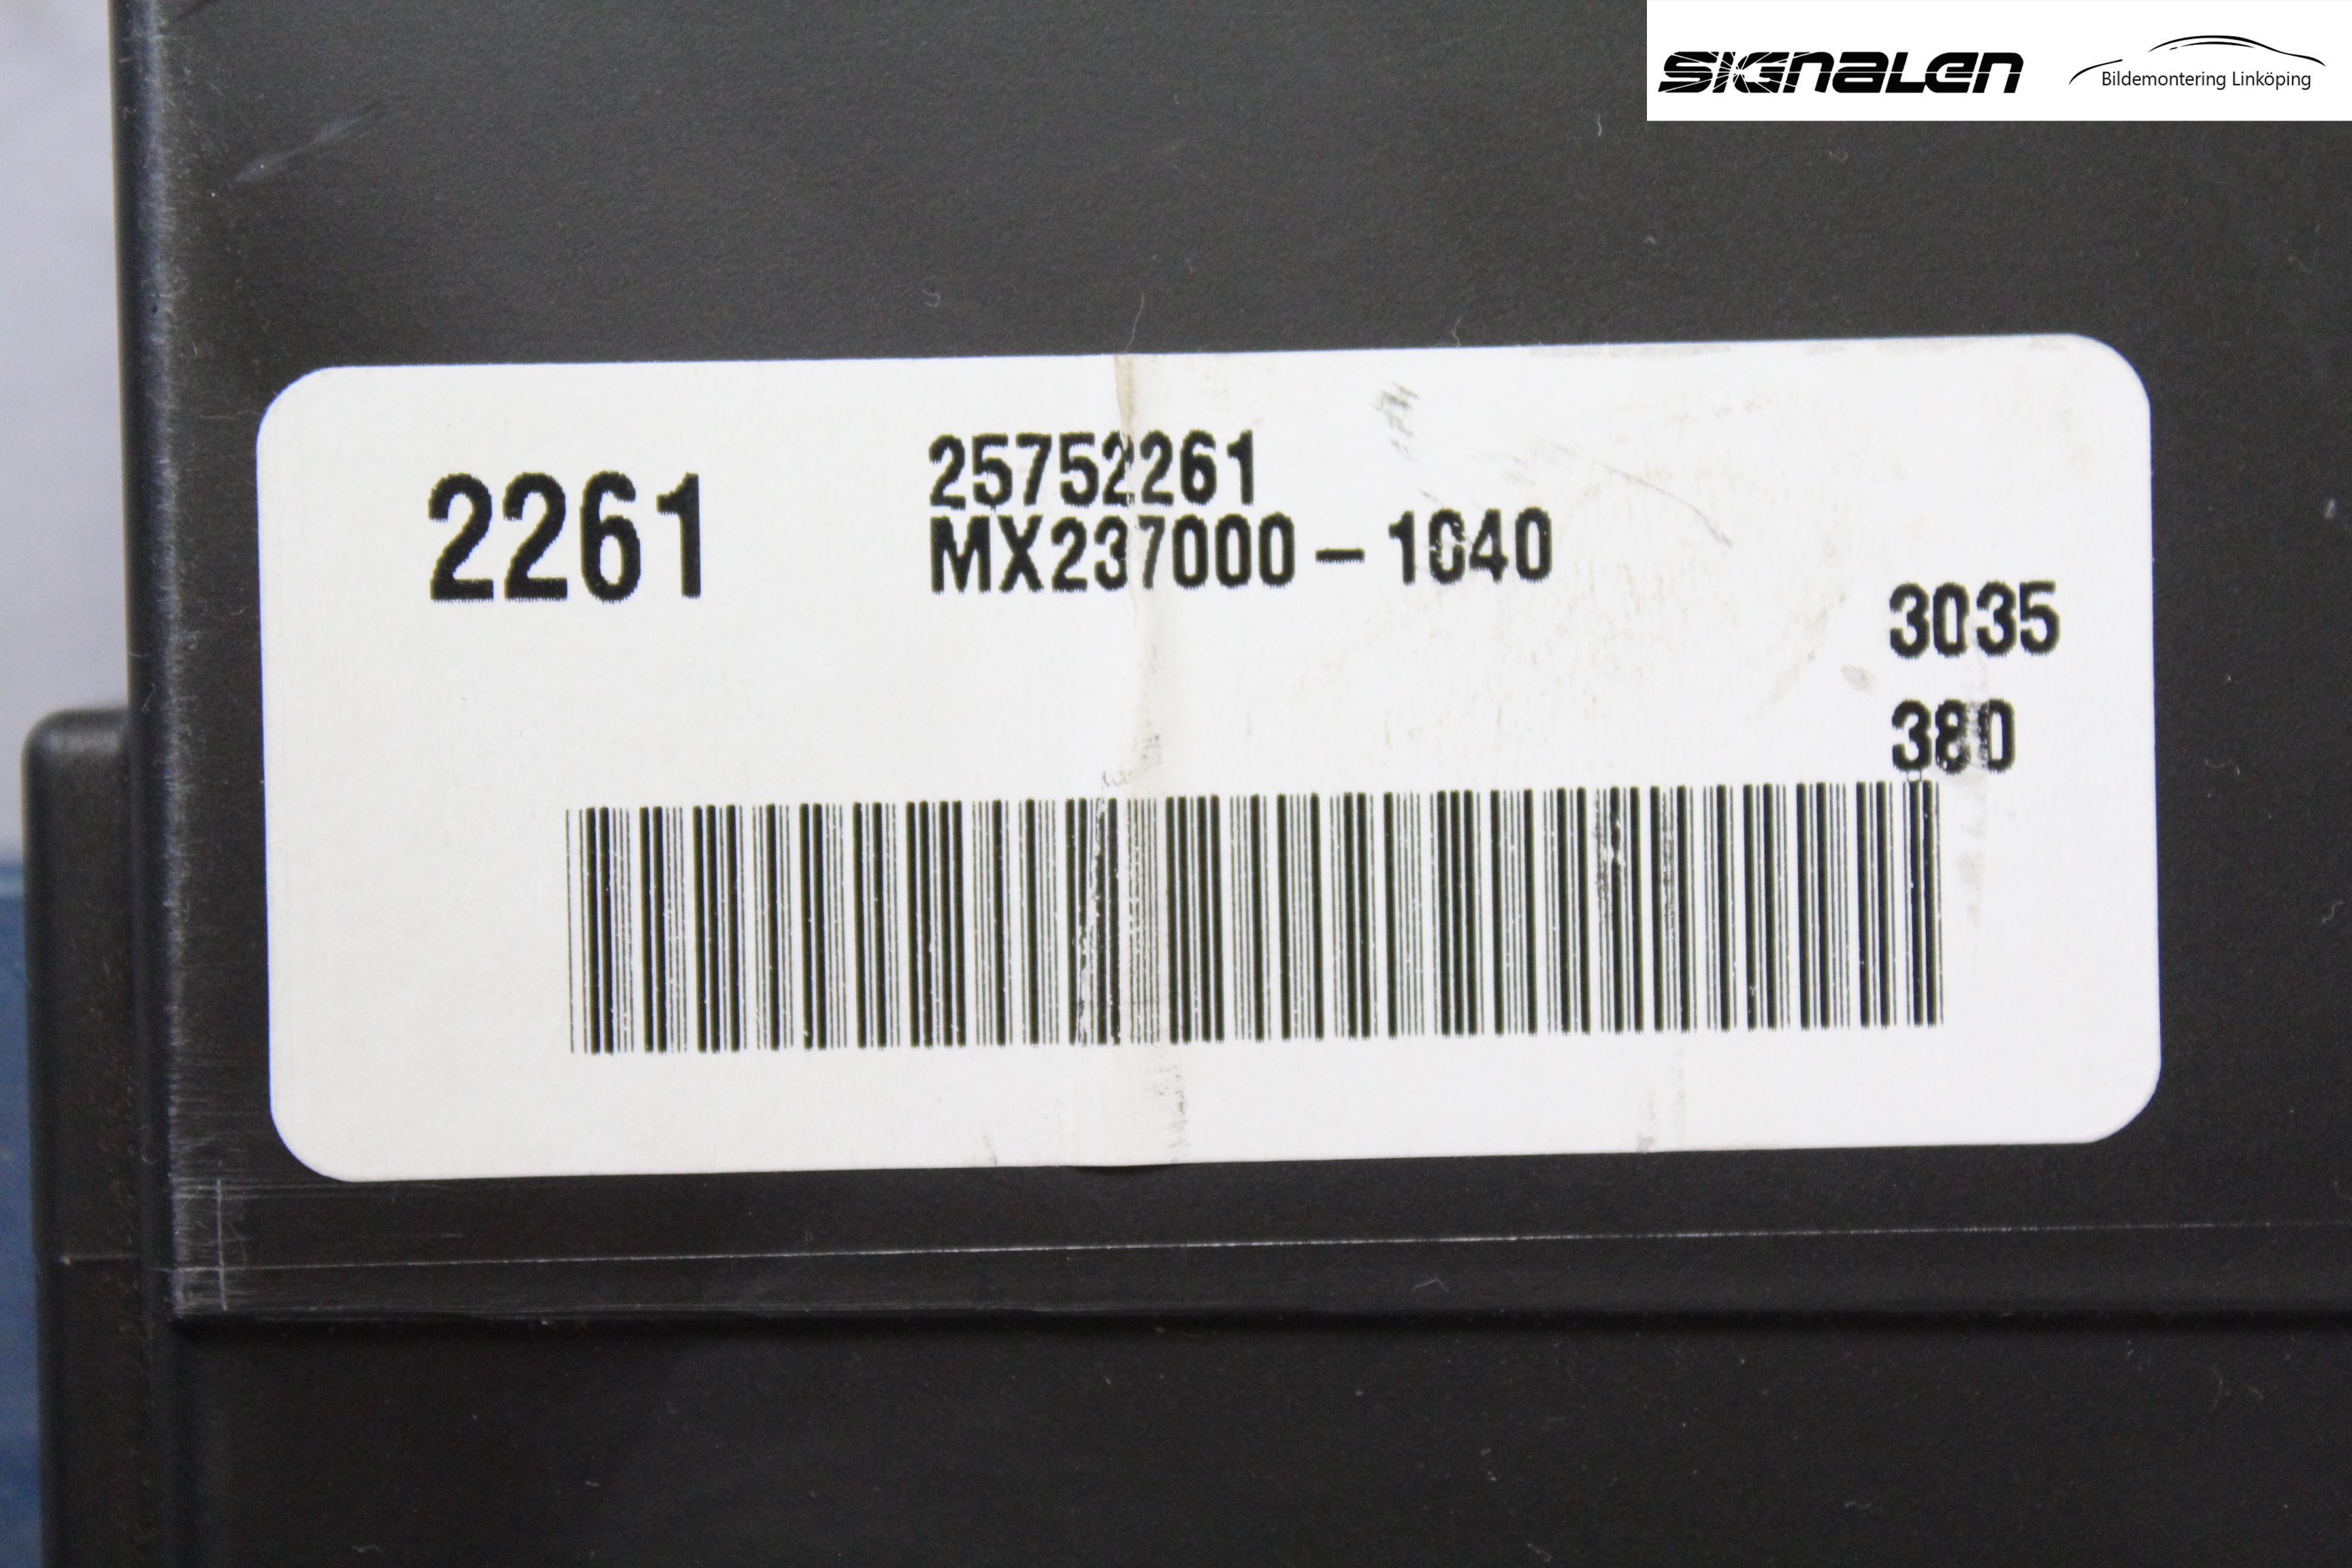 SIGNALEN
Bildemontering Linköping
2261
25752261
MX237000-1040
3035
380